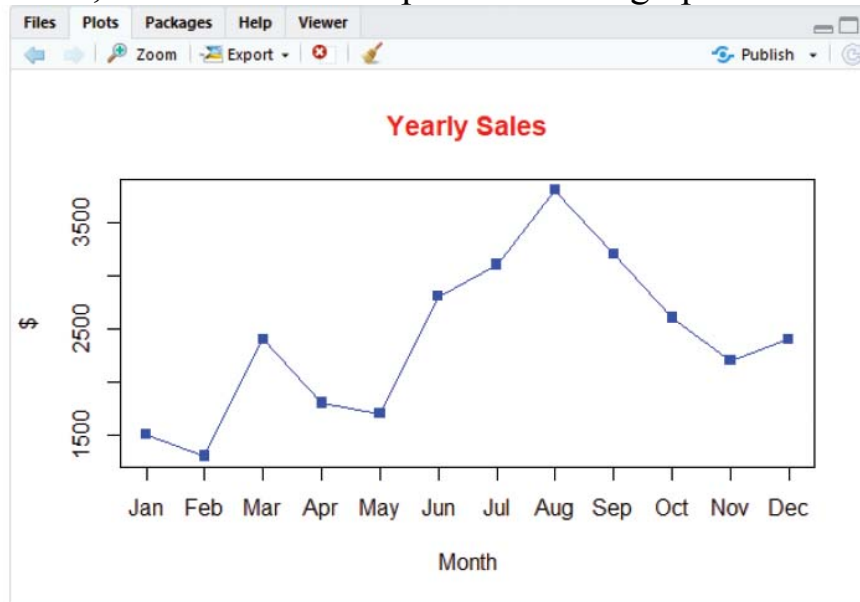 Files Plots Packages Help Viewer
Zoom Export Publish
Yearly Sales
3500
2500
1500
$
Jan Feb Mar Apr May Jun Jul Aug Sep Oct Nov Dec
Month